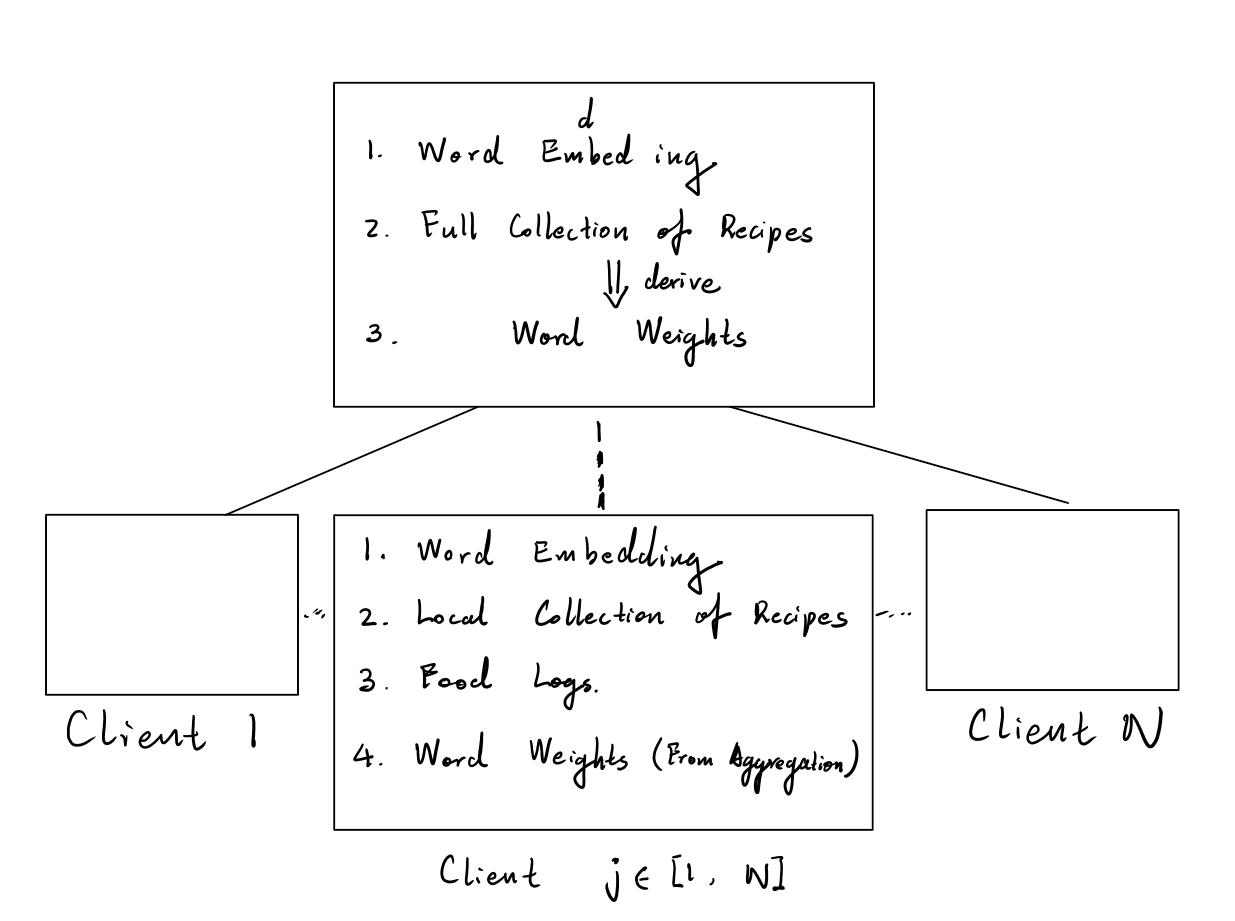 d
1. Word Embed ing
2. Full Collection of Recipes
derive
3. Word Weights
1. Word Embedding
2. Local Collection of Recipes
3. Food Logs.
4. Word Weights (From Aggregation)
Client 1
Client N
Client j ∈ [1, N]